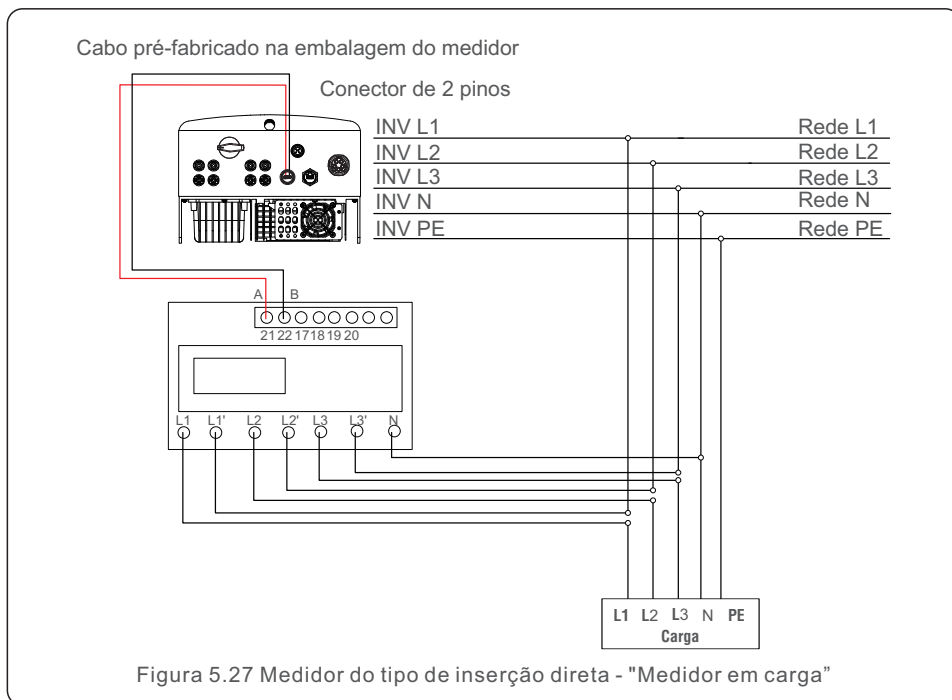 Cabo pré-fabricado na embalagem do medidor
Conector de 2 pinos
INV L1 Rede L1
INV L2 Rede L2
INV L3 Rede L3
INV N Rede N
INV PE Rede PE
A B
21 22 17 18 19 20
L1 L1' L2 L2' L3 L3' N
L1 L2 L3 N PE
Carga
Figura 5.27 Medidor do tipo de inserção direta - "Medidor em carga”